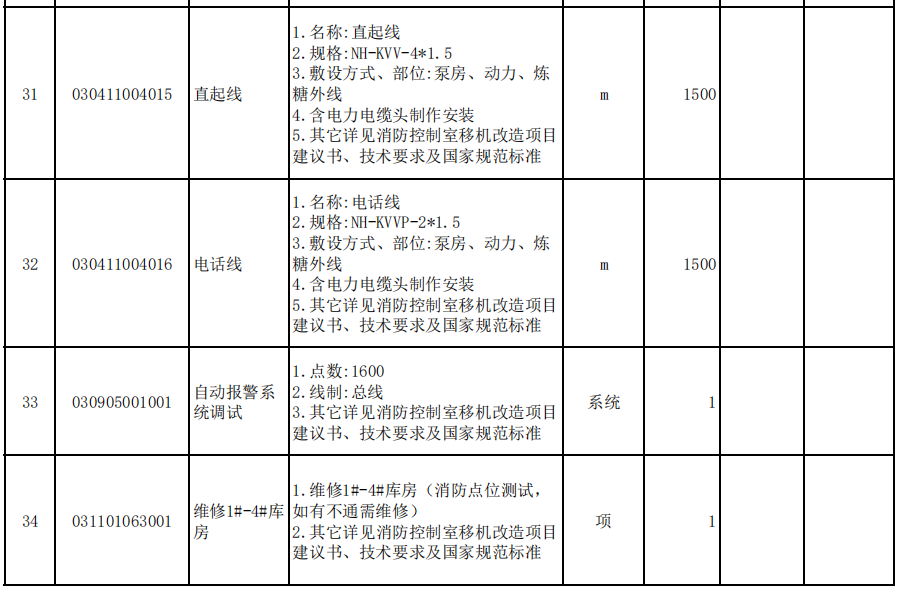 31
030411004015
直起线
1.名称:直起线
2.规格:NH-KVV-4*1.5
3.敷设方式、部位:泵房、动力、炼
糖外线
4.含电力电缆头制作安装
5.其它详见消防控制室移机改造项目
建议书、技术要求及国家规范标准
m
1500
32
030411004016
电话线
1.名称:电话线
2.规格:NH-KVVP-2*1.5
3.敷设方式、部位:泵房、动力、炼
糖外线
4.含电力电缆头制作安装
5.其它详见消防控制室移机改造项目
建议书、技术要求及国家规范标准
m
1500
33
030905001001
自动报警系
统调试
1.点数:1600
2.线制:总线
3.其它详见消防控制室移机改造项目
建议书、技术要求及国家规范标准
系统
1
34
031101063001
维修1#-4#库
房
1.维修1#-4#库房（消防点位测试,
如有不通需维修）
2.其它详见消防控制室移机改造项目
建议书、技术要求及国家规范标准
项
1